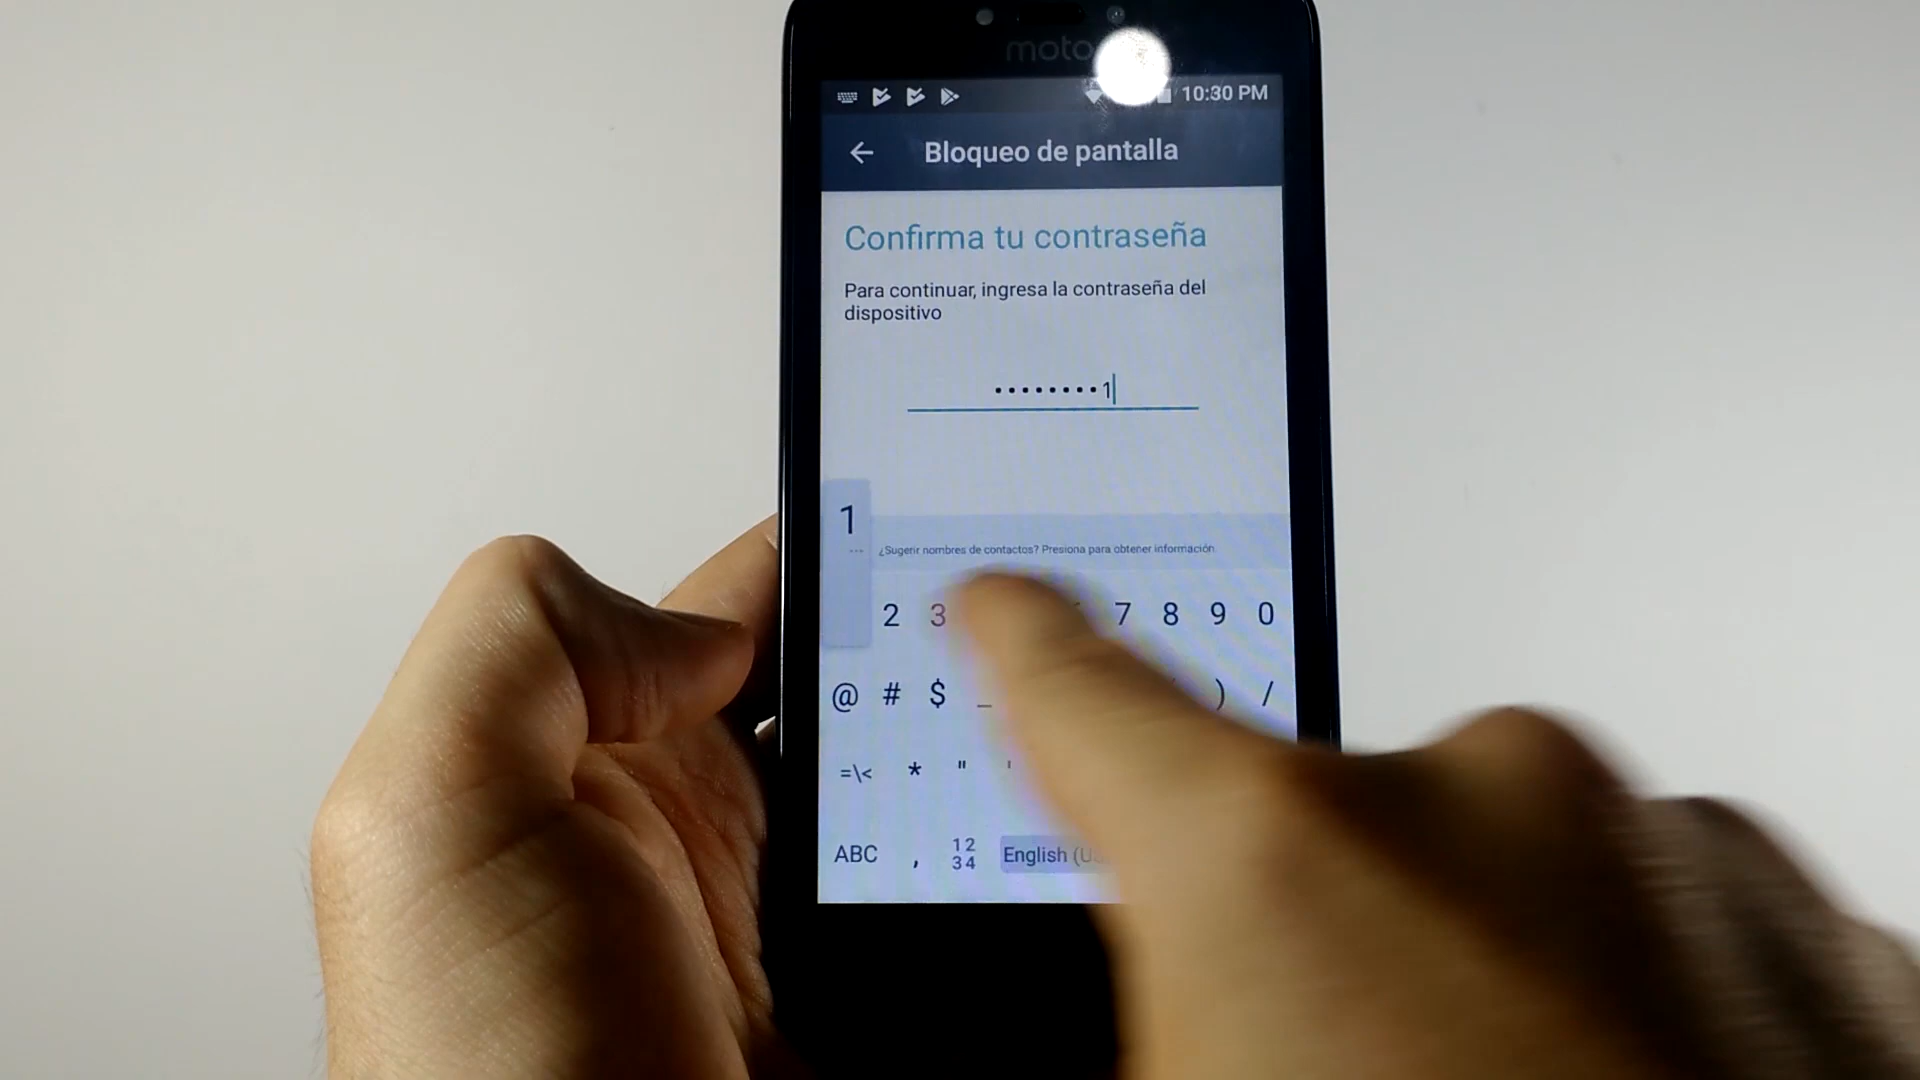 moto
10:30 PM
Bloqueo de pantalla
Confirma tu contraseña
Para continuar, ingresa la contraseña del
dispositivo
••••••••1
1
¿Sugerir nombres de contactos? Presiona para obtener información.
2 3 7 8 9 0
@ # $ _ ) /
=\< * " '
ABC , 12 34 English